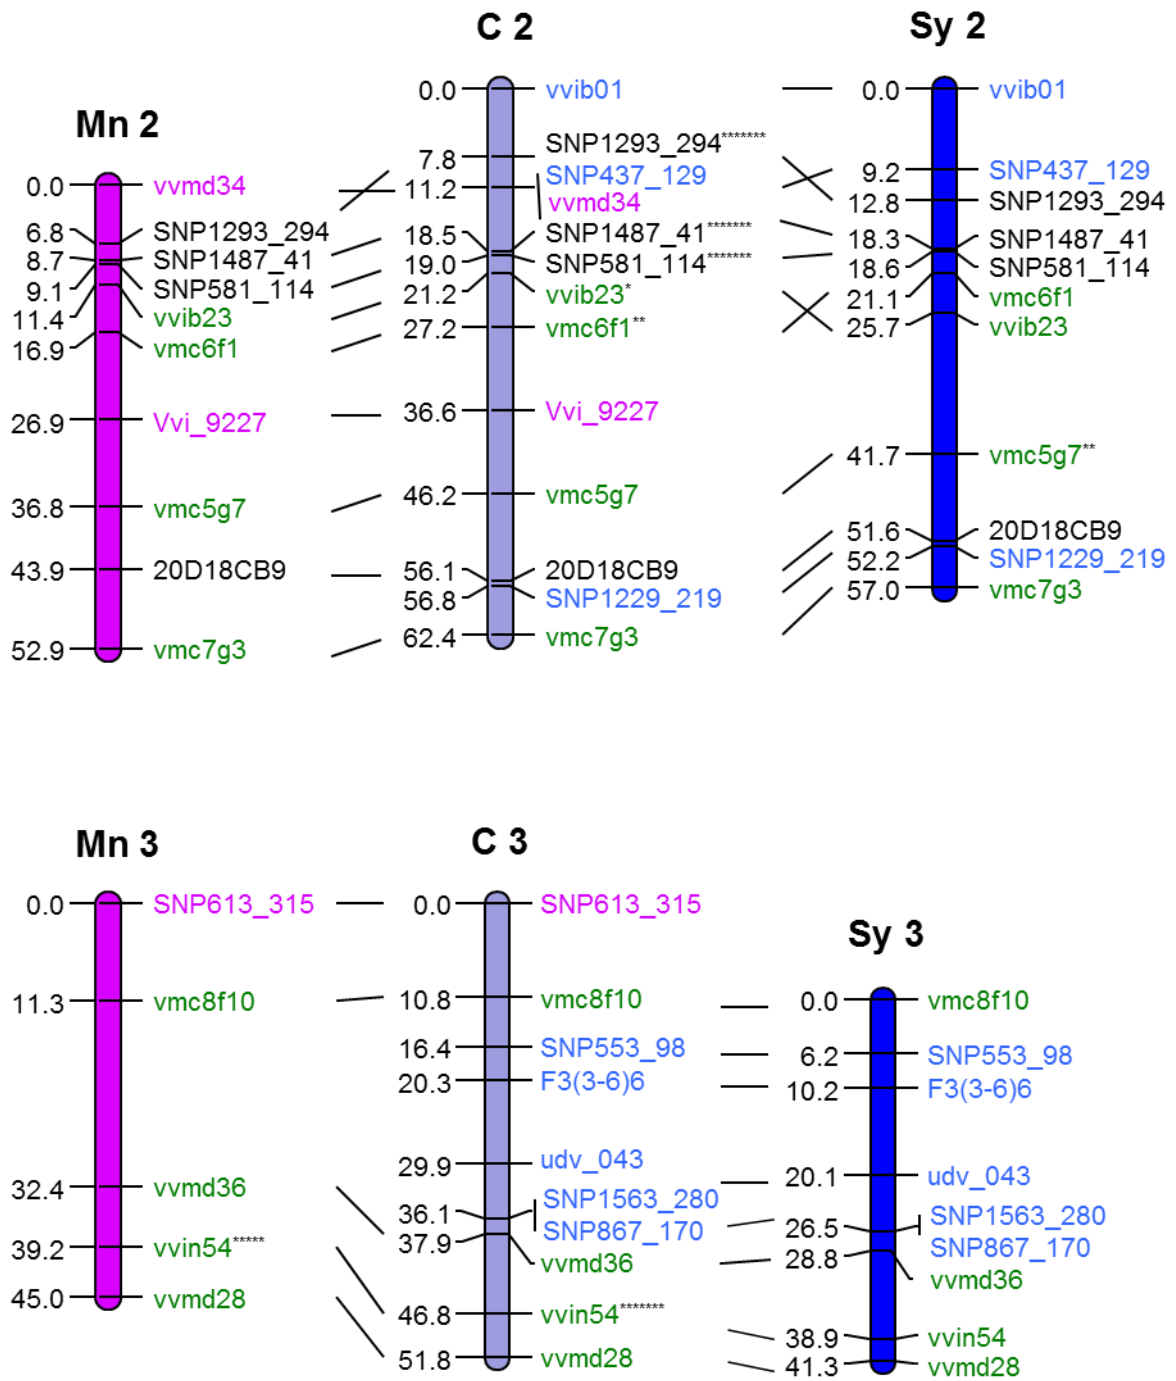 Mn 2
0.0 vvmd34
6.8 SNP1293_294
8.7 SNP1487_41
9.1 SNP581_114
11.4 vvib23
16.9 vmc6f1
26.9 Vvi_9227
36.8 vmc5g7
43.9 20D18CB9
52.9 vmc7g3
C 2
0.0 vvib01
7.8 SNP1293_294*******
11.2 SNP437_129
vvmd34
18.5 SNP1487_41*******
19.0 SNP581_114*******
21.2 vvib23*
27.2 vmc6f1**
36.6 Vvi_9227
46.2 vmc5g7
56.1 20D18CB9
56.8 SNP1229_219
62.4 vmc7g3
Sy 2
0.0 vvib01
9.2 SNP437_129
12.8 SNP1293_294
18.3 SNP1487_41
18.6 SNP581_114
21.1 vmc6f1
25.7 vvib23
41.7 vmc5g7**
51.6 20D18CB9
52.2 SNP1229_219
57.0 vmc7g3
Mn 3
0.0 SNP613_315
11.3 vmc8f10
32.4 vvmd36
39.2 vvin54*****
45.0 vvmd28
C 3
0.0 SNP613_315
10.8 vmc8f10
16.4 SNP553_98
20.3 F3(3-6)6
29.9 udv_043
36.1 SNP1563_280
SNP867_170
37.9 vvmd36
46.8 vvin54*******
51.8 vvmd28
Sy 3
0.0 vmc8f10
6.2 SNP553_98
10.2 F3(3-6)6
20.1 udv_043
26.5 SNP1563_280
SNP867_170
28.8 vvmd36
38.9 vvin54
41.3 vvmd28